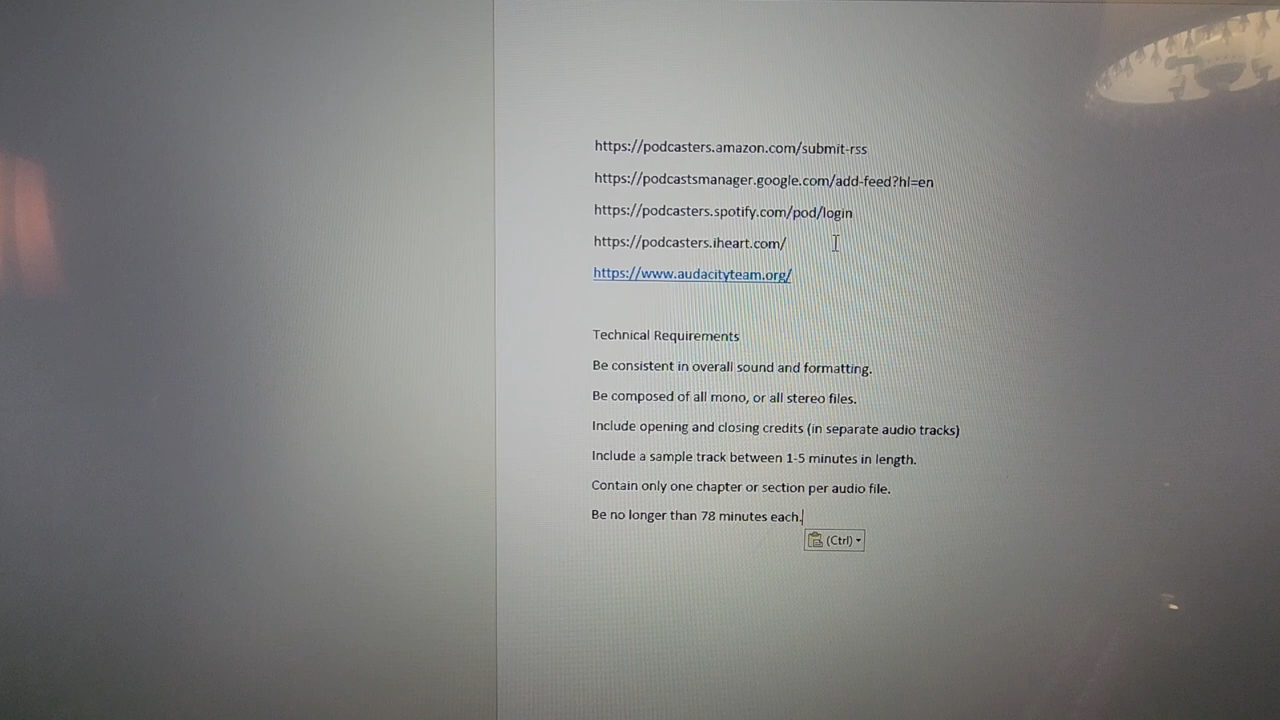 https://podcasters.amazon.com/submit-rss
https://podcastsmanager.google.com/add-feed?hl=en
https://podcasters.spotify.com/pod/login
https://podcasters.iheart.com/
https://www.audacityteam.org/
Technical Requirements
Be consistent in overall sound and formatting.
Be composed of all mono, or all stereo files.
Include opening and closing credits (in separate audio tracks)
Include a sample track between 1-5 minutes in length.
Contain only one chapter or section per audio file.
Be no longer than 78 minutes each.
(Ctrl)